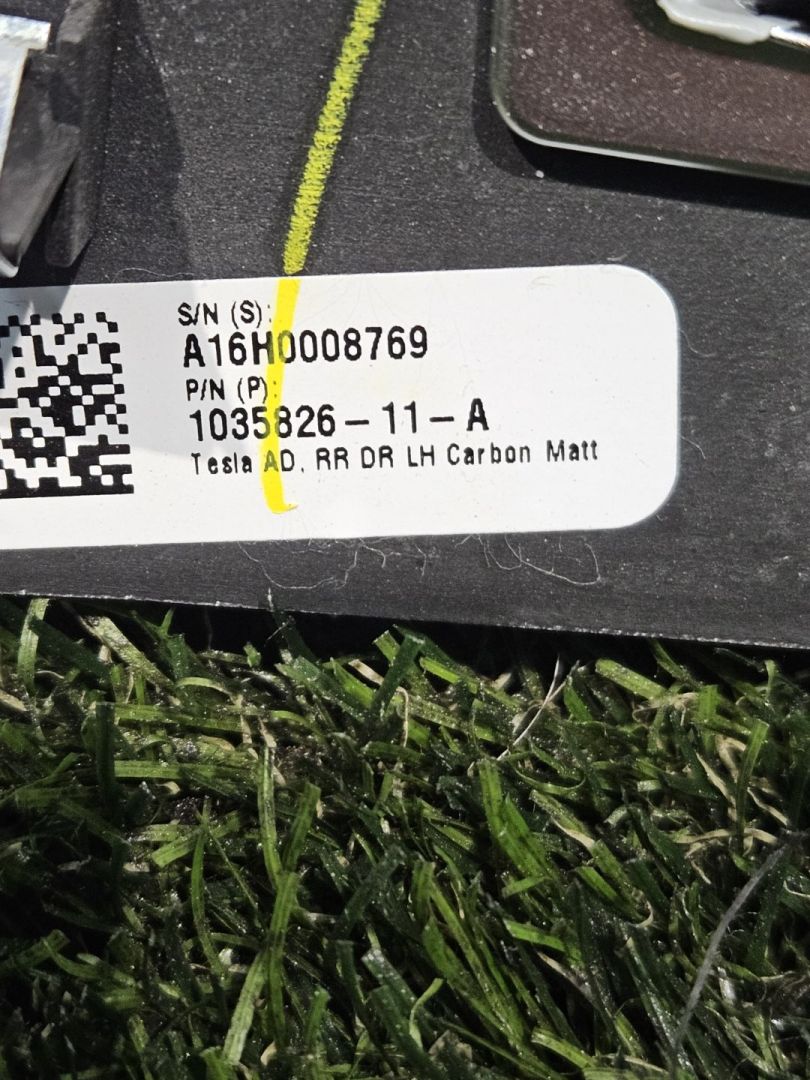 S/N (S):
A16H0008769
P/N (P):
1035826-11-A
Tesla AD, RR DR LH Carbon Matt